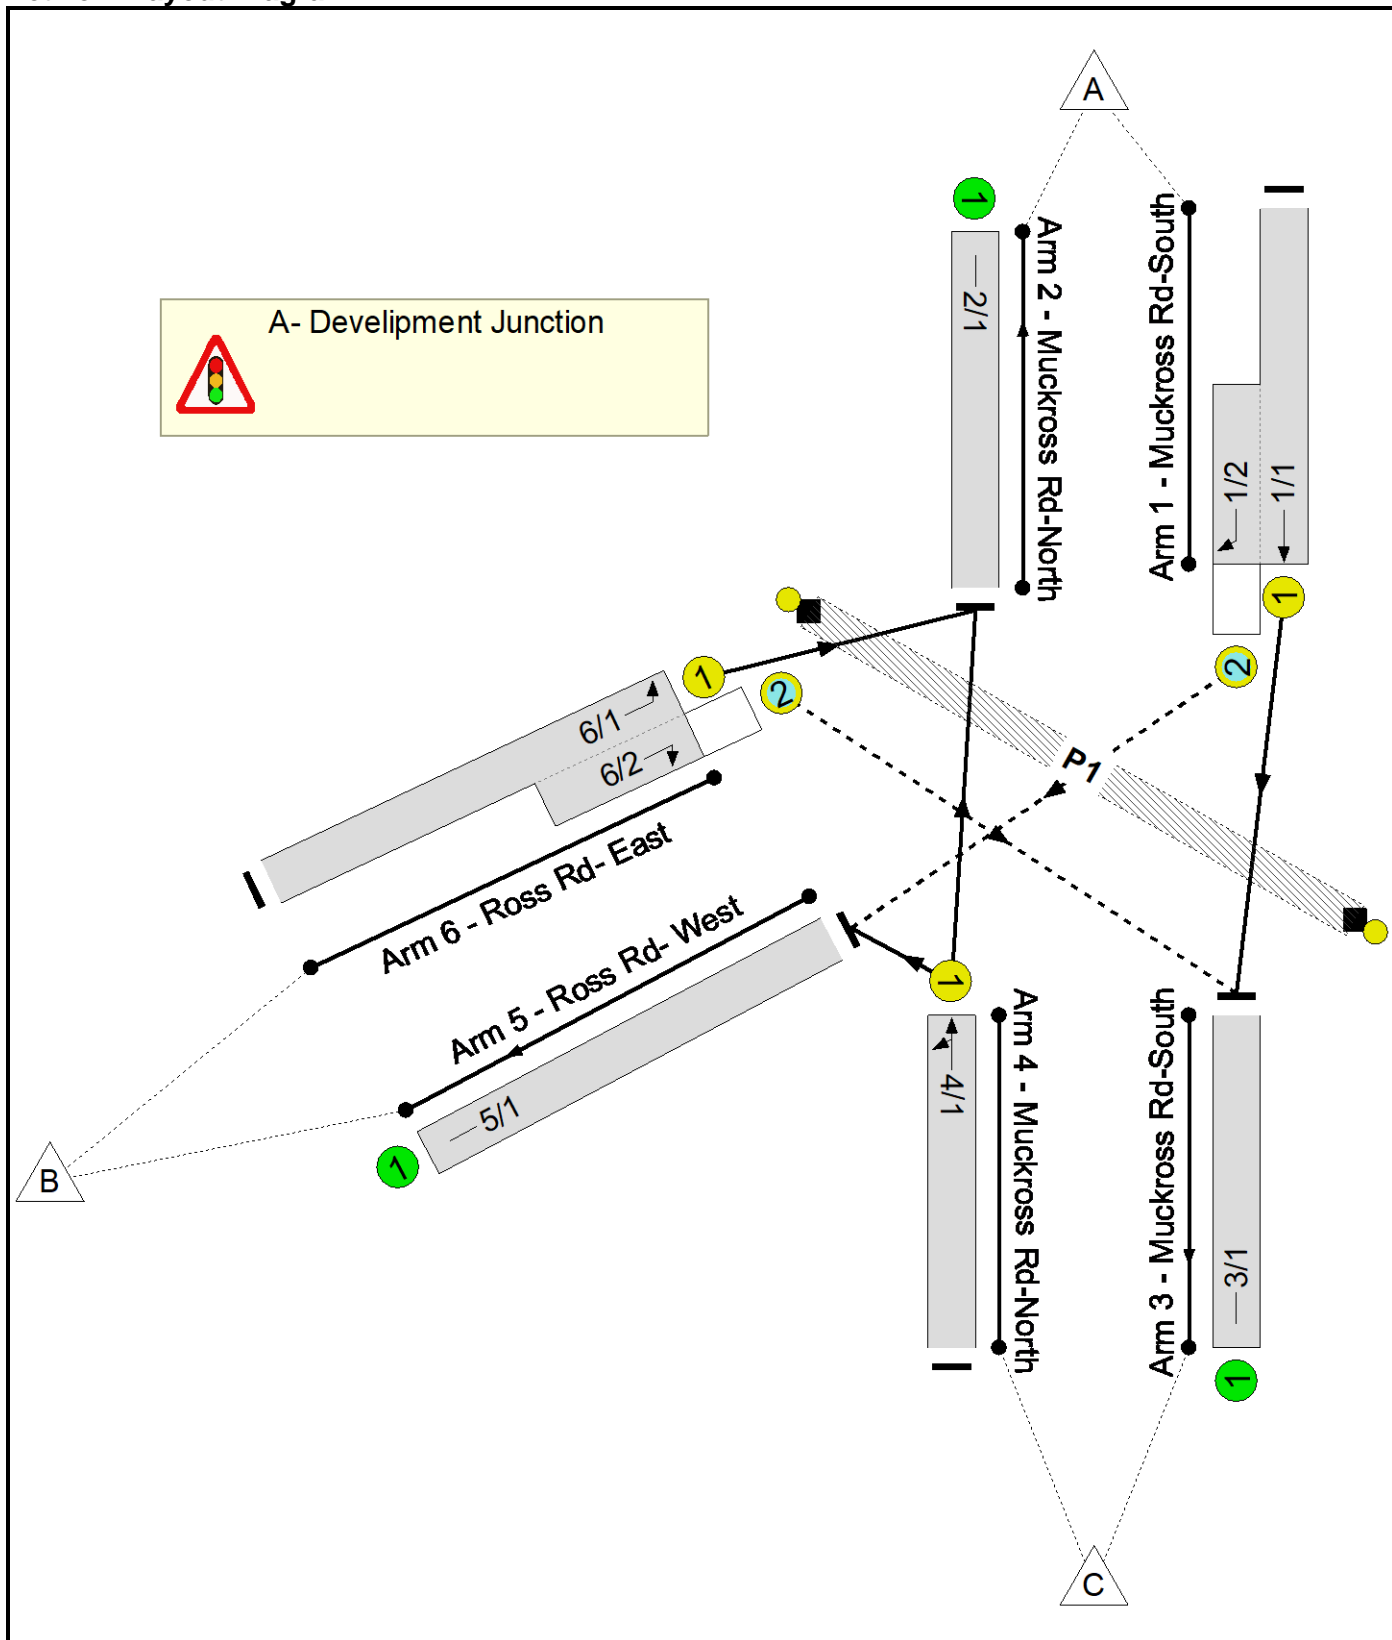 A
A- Develipment Junction
1
2/1
Arm 2 - Muckross Rd-North
Arm 1 - Muckross Rd-South
1/2
1/1
1
2
1
2
6/1
6/2
P1
Arm 6 - Ross Rd- East
Arm 5 - Ross Rd- West
5/1
1
B
1
4/1
Arm 4 - Muckross Rd-North
Arm 3 - Muckross Rd-South
3/1
1
C